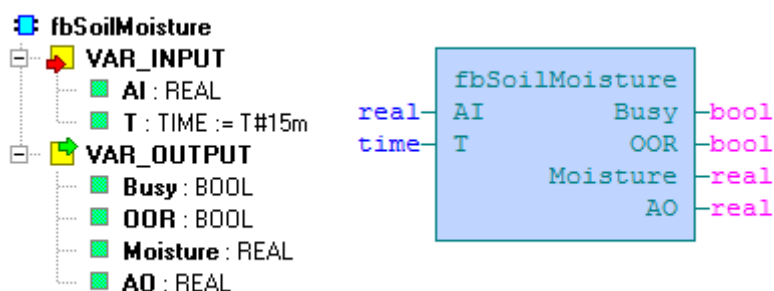 fbSoilMoisture
VAR_INPUT
AI : REAL
T : TIME := T#15m
VAR_OUTPUT
Busy : BOOL
OOR : BOOL
Moisture : REAL
AO : REAL
fbSoilMoisture
real AI Busy bool
time T OOR bool
Moisture real
AO real